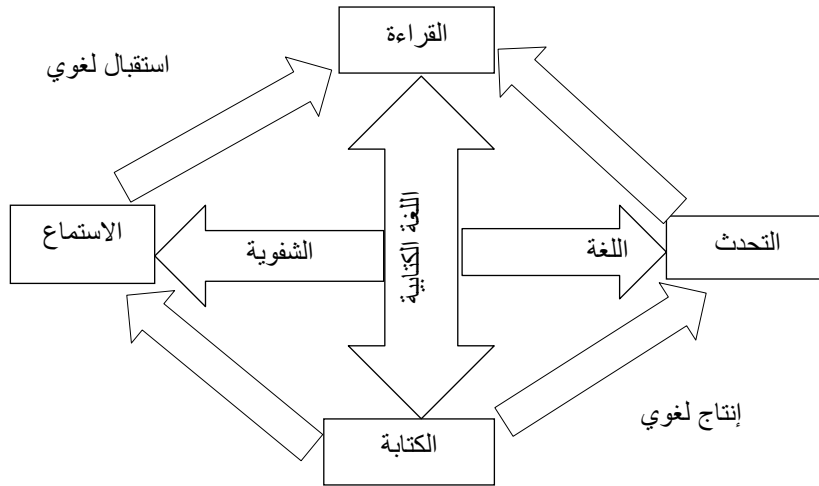 القراءة
استقبال لغوي
التحدث
اللغة
اللغة الكتابية
الشفوية
الاستماع
إنتاج لغوي
الكتابة